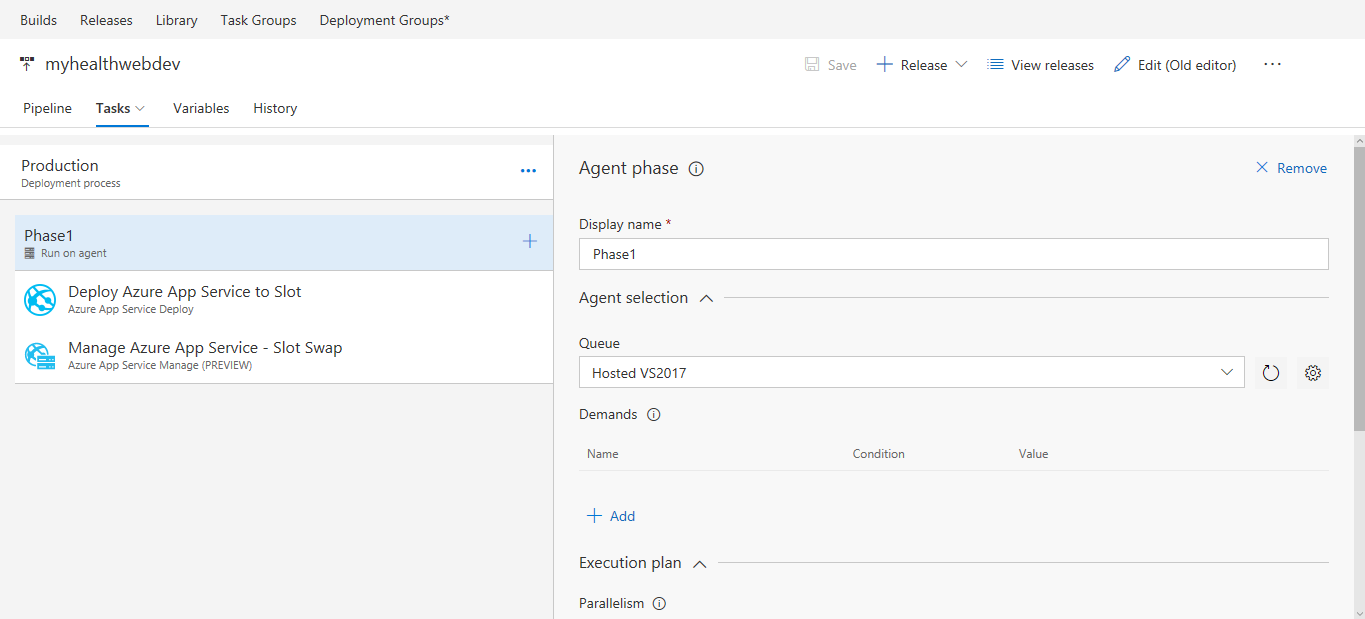 Builds Releases Library Task Groups Deployment Groups*
myhealthwebdev Save Release View releases Edit (Old editor) ...
Pipeline Tasks Variables History
Production
Deployment process
Phase1
Run on agent
Deploy Azure App Service to Slot
Azure App Service Deploy
Manage Azure App Service - Slot Swap
Azure App Service Manage (PREVIEW)
Agent phase Remove
Display name *
Phase1
Agent selection
Queue
Hosted VS2017
Demands
Name Condition Value
Add
Execution plan
Parallelism